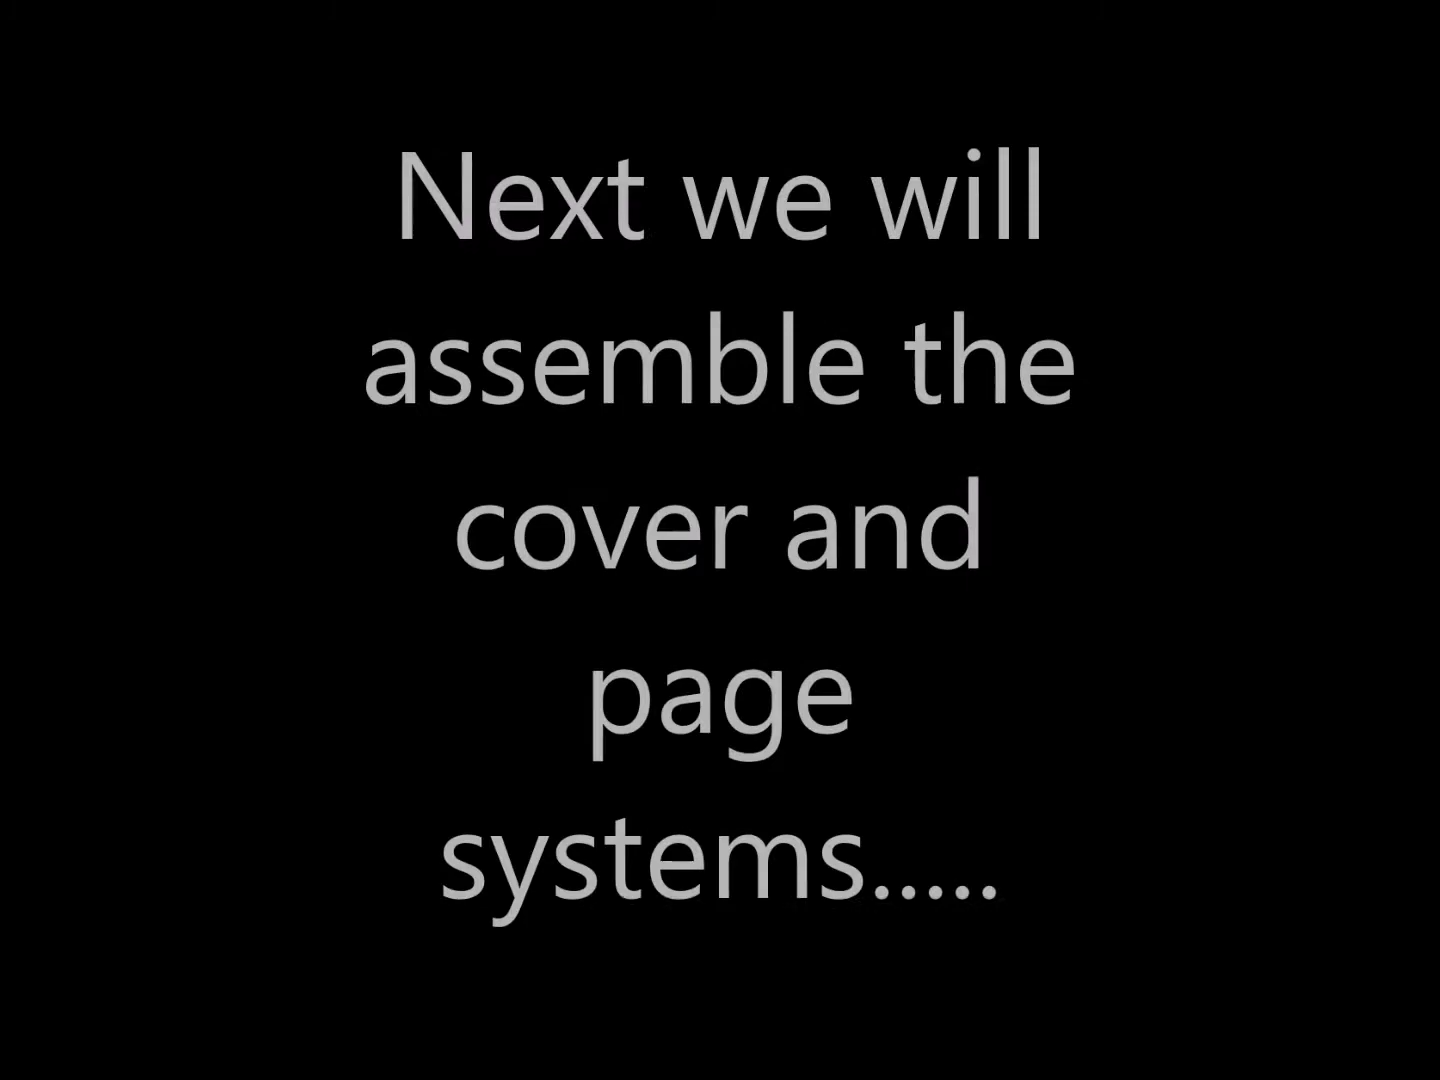 Next we will
assemble the
cover and
page
systems.....